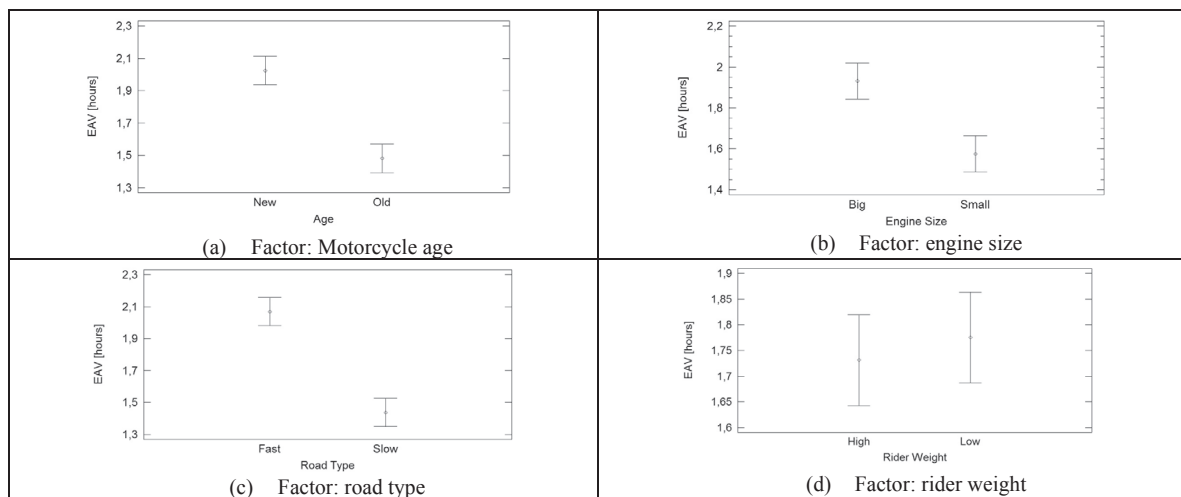 2,3
2,1
1,9
1,7
1,5
1,3
EAV [hours]
New Old
Age
(a) Factor: Motorcycle age
2,2
2
1,8
1,6
1,4
EAV [hours]
Big Small
Engine Size
(b) Factor: engine size
2,3
2,1
1,9
1,7
1,5
1,3
EAV [hours]
Fast Slow
Road Type
(c) Factor: road type
1,9
1,85
1,8
1,75
1,7
1,65
1,6
EAV [hours]
High Low
Rider Weight
(d) Factor: rider weight